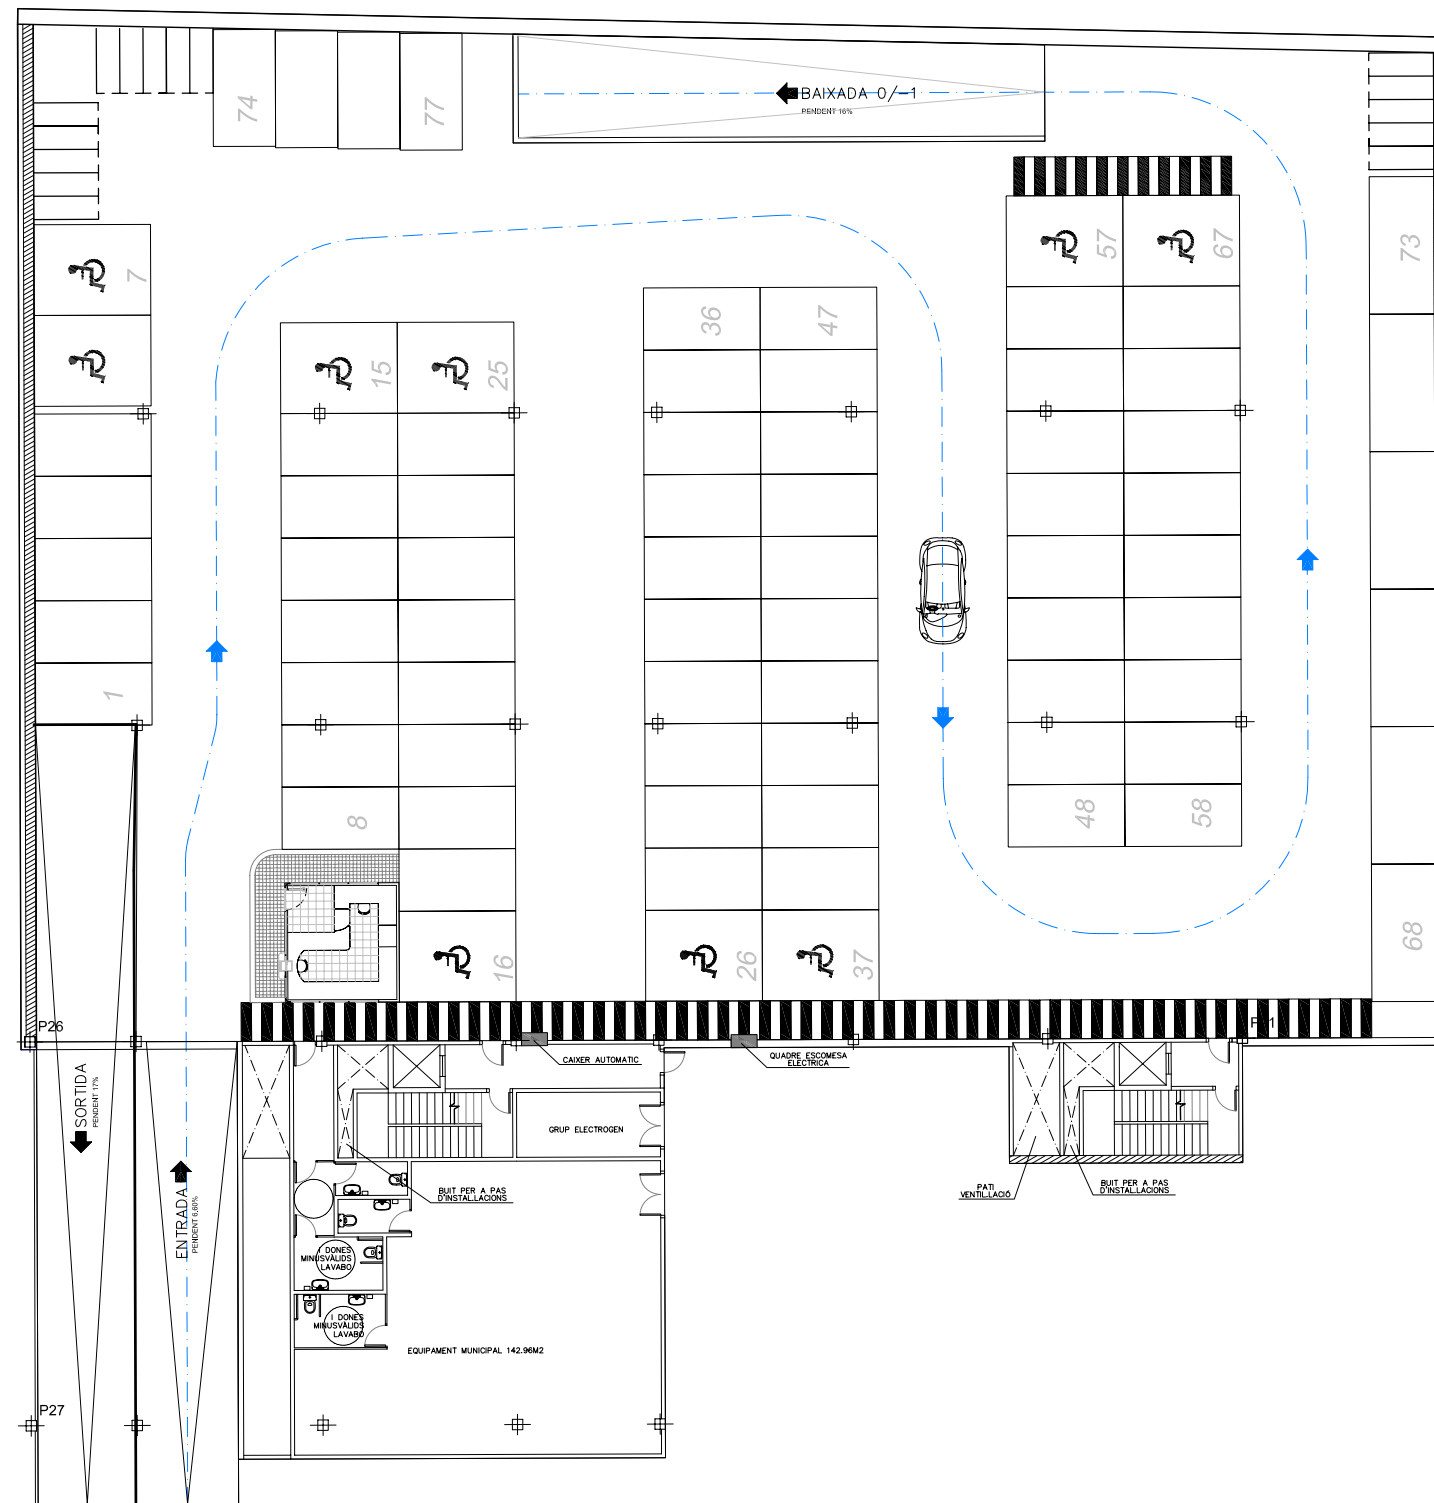 BAIXADA 0/-1
PENDENT 16%
74
77
7
57
67
73
15
25
36
47
1
8
48
58
16
26
37
68
P26
CAIXER AUTOMATIC
QUADRE ESCOMESA
ELECTRICA
SORTIDA
PENDENT 17%
GRUP ELECTROGEN
BUIT PER A PAS
D'INSTAL.LACIONS
PATI
VENTIL.LACIÓ
BUIT PER A PAS
D'INSTAL.LACIONS
ENTRADA
PENDENT 6.60%
I DONES
MINUSVÀLIDS
LAVABO
I DONES
MINUSVÀLIDS
LAVABO
EQUIPAMENT MUNICIPAL 142.96M2
P27